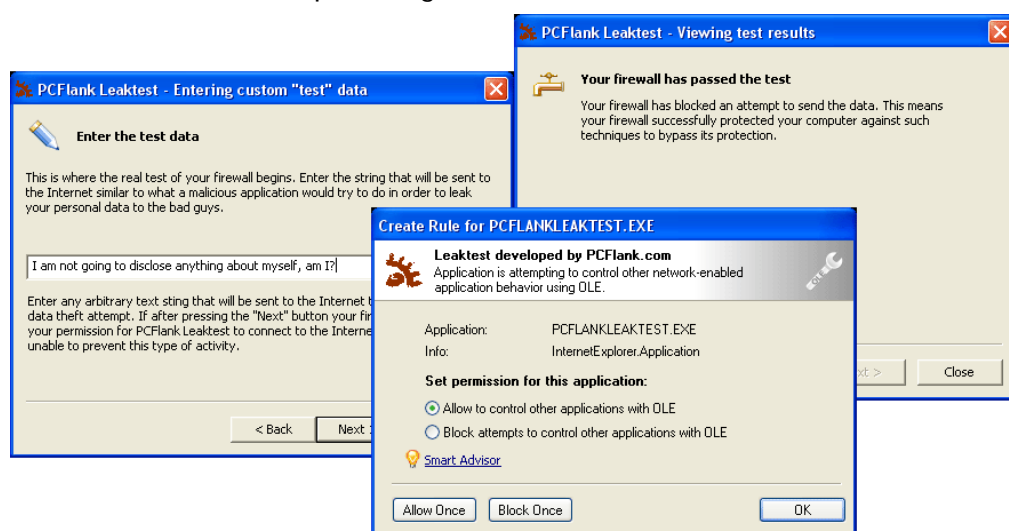 PCFlank Leaktest - Viewing test results
Your firewall has passed the test
Your firewall has blocked an attempt to send the data. This means
your firewall successfully protected your computer against such
techniques to bypass its protection.
Close
PCFlank Leaktest - Entering custom "test" data
Enter the test data
This is where the real test of your firewall begins. Enter the string that will be sent to
the Internet similar to what a malicious application would try to do in order to leak
your personal data to the bad guys.
I am not going to disclose anything about myself, am I?
Enter any arbitrary text sting that will be sent to the Internet
data theft attempt. If after pressing the "Next" button your
your permission for PCFlank Leaktest to connect to the Interne
unable to prevent this type of activity.
< Back
Next
Create Rule for PCFLANKLEAKTEST.EXE
Leaktest developed by PCFlank.com
Application is attempting to control other network-enabled
application behavior using OLE.
Application: PCFLANKLEAKTEST.EXE
Info: InternetExplorer.Application
Set permission for this application:
Allow to control other applications with OLE
Block attempts to control other applications with OLE
Smart Advisor
Allow Once
Block Once
OK